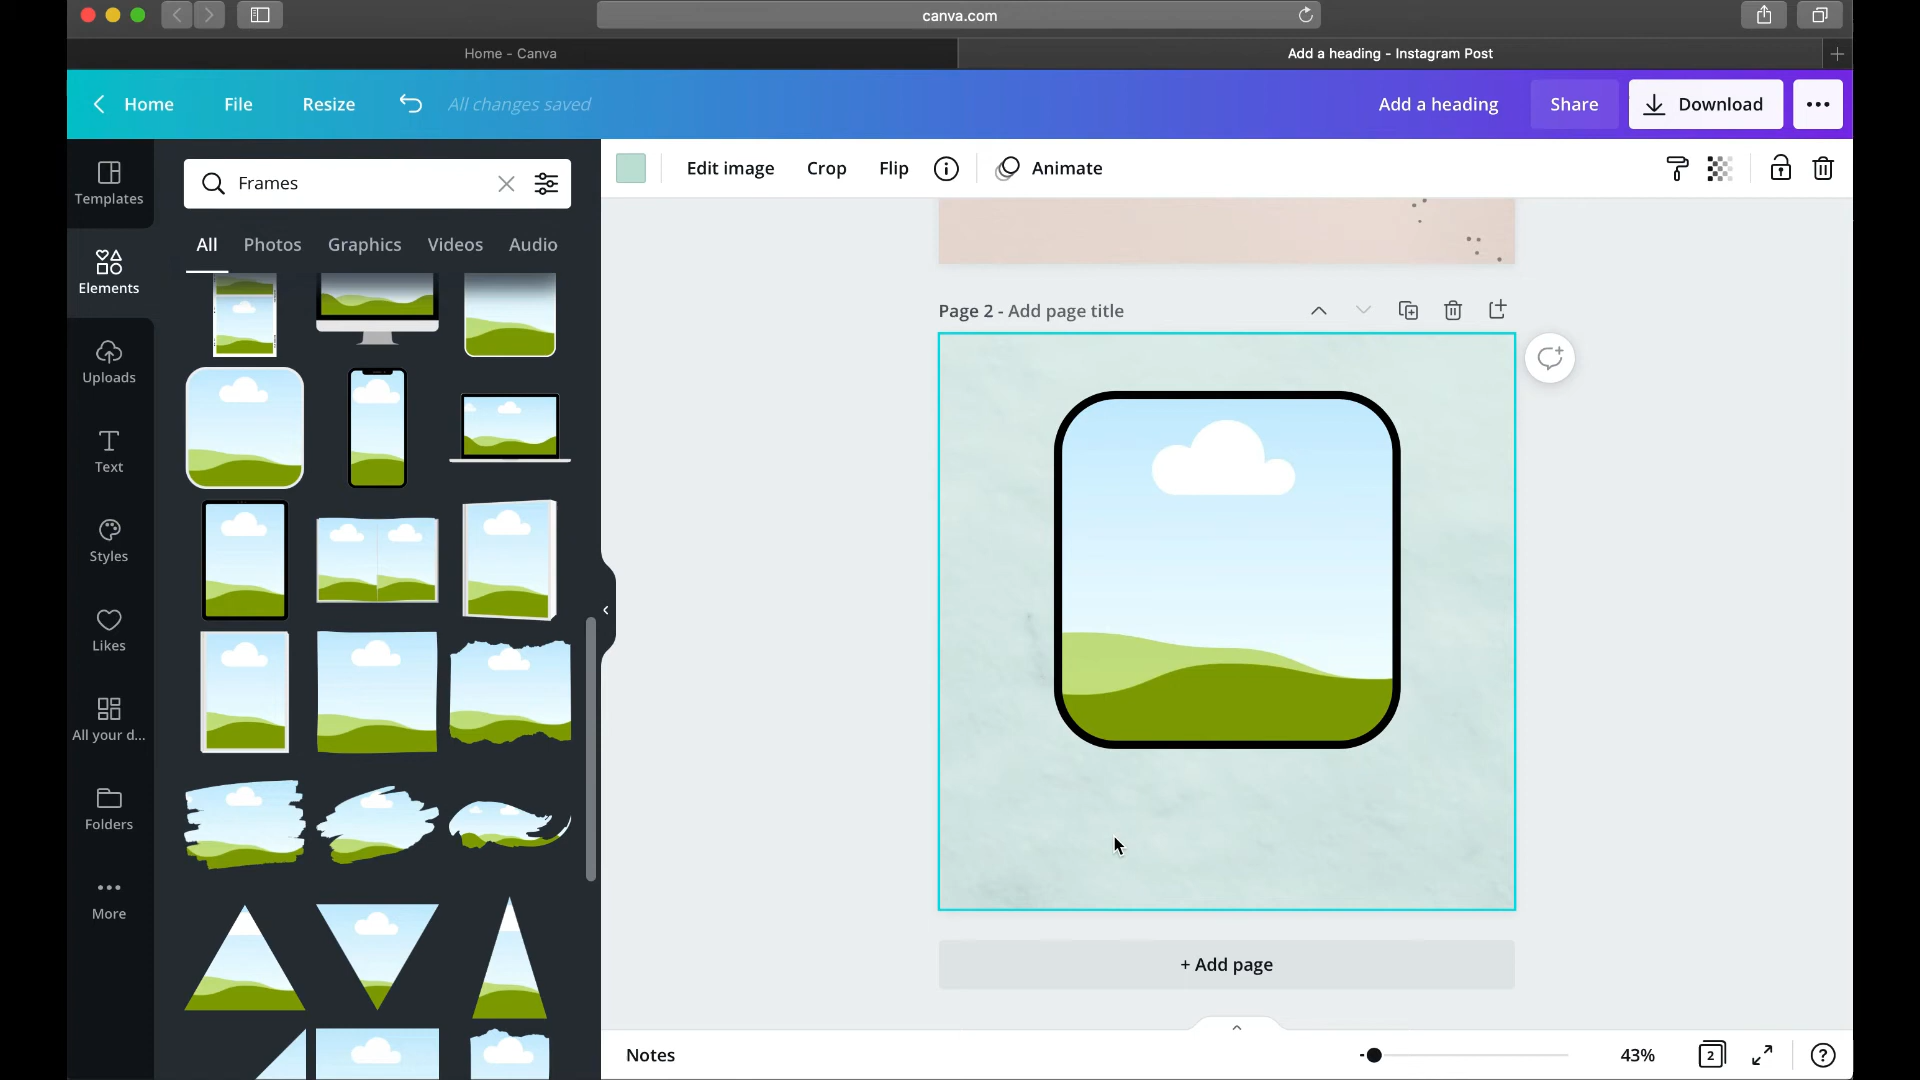 canva.com
Home - Canva
Add a heading - Instagram Post
Home
File
Resize
All changes saved
Add a heading
Share
Download
Templates
Elements
Uploads
Text
Styles
Likes
All your d...
Folders
More
Frames
All
Photos
Graphics
Videos
Audio
Edit image
Crop
Flip
Animate
Page 2 - Add page title
+ Add page
Notes
43%
2
?